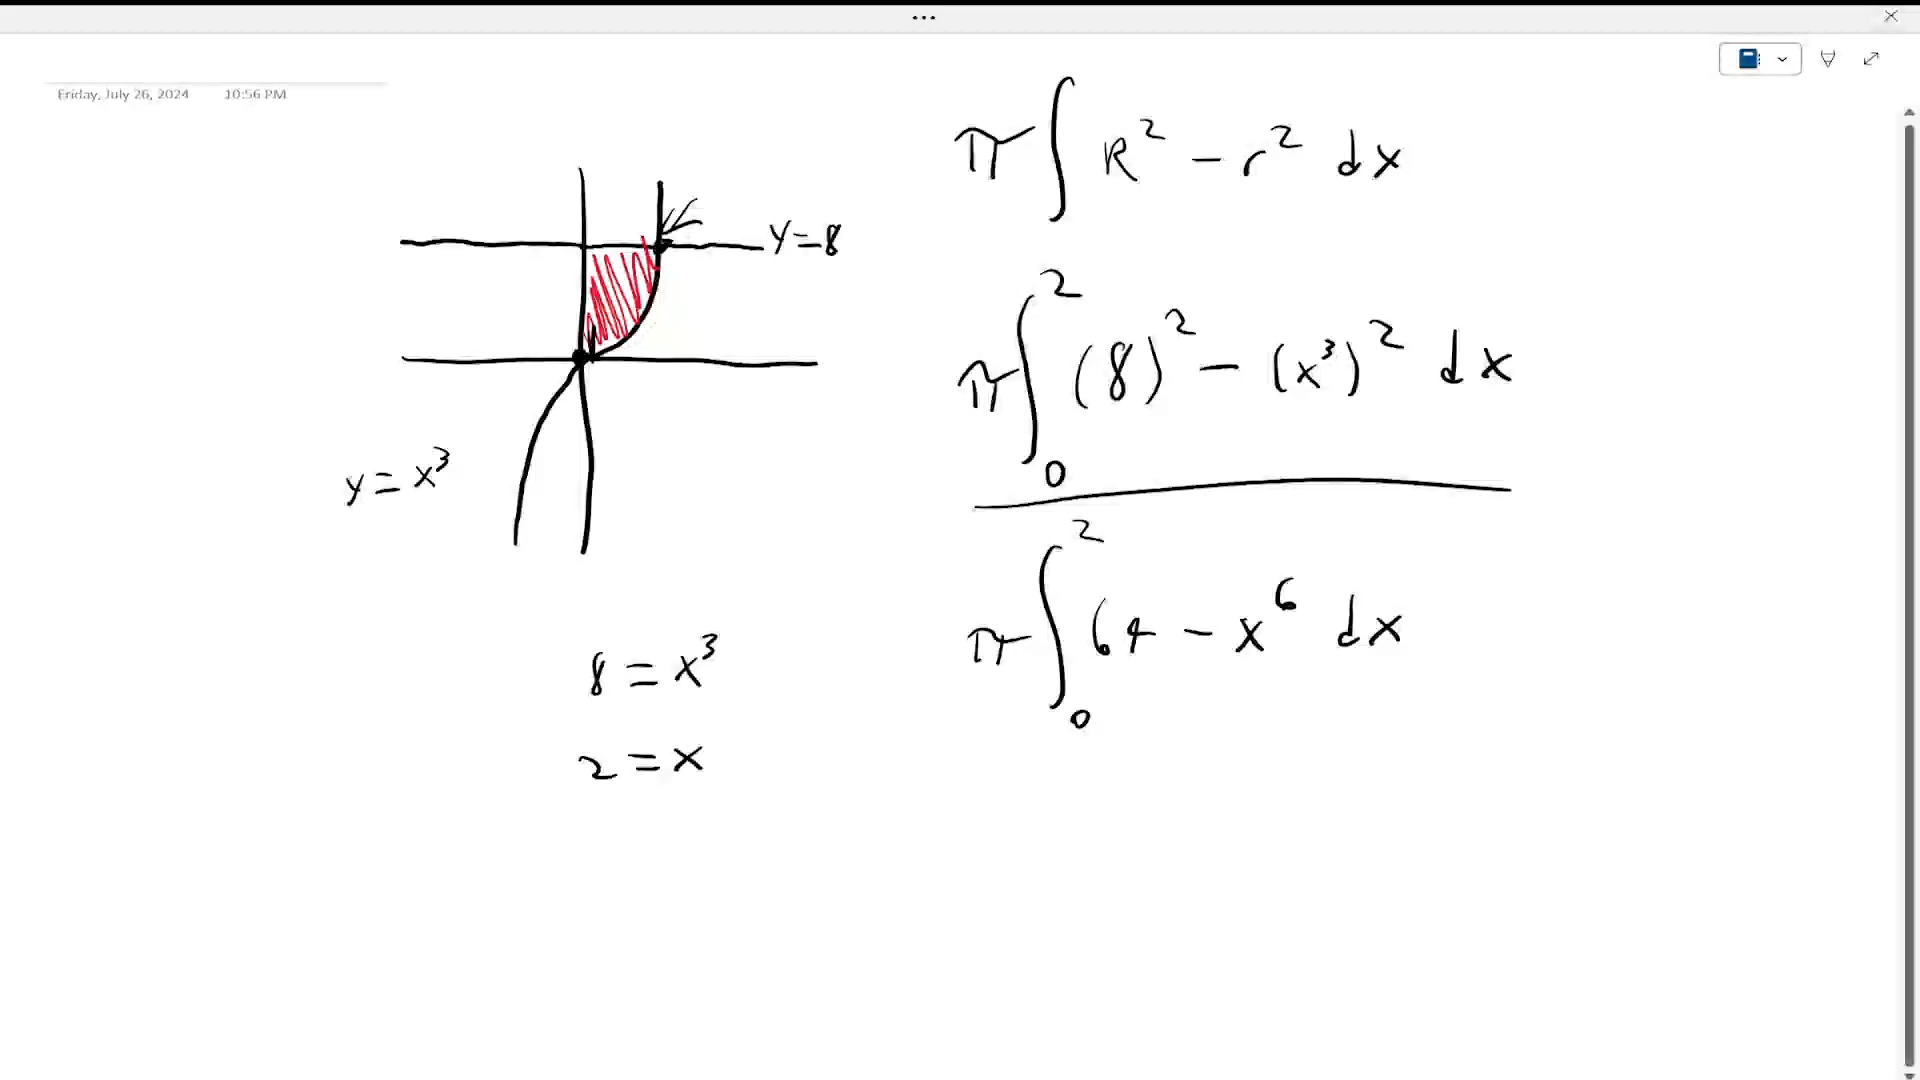 Friday, July 26, 2024 10:56 PM
π∫ R² − r² dx
y=8
π∫₀² (8)² − (x³)² dx
y = x³
π∫₀² 64 − x⁶ dx
8 = x³
2 = x